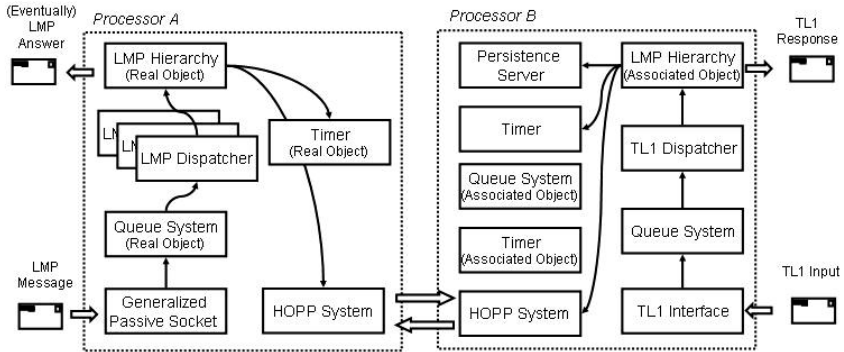 (Eventually)
LMP
Answer
Processor A
LMP Hierarchy
(Real Object)
LM
L
LMP Dispatcher
Timer
(Real Object)
Queue System
(Real Object)
LMP
Message
Generalized
Passive Socket
HOPP System
Processor B
TL1
Response
Persistence
Server
LMP Hierarchy
(Associated Object)
Timer
TL1 Dispatcher
Queue System
(Associated Object)
Timer
(Associated Object)
Queue System
HOPP System
TL1 Interface
TL1 Input